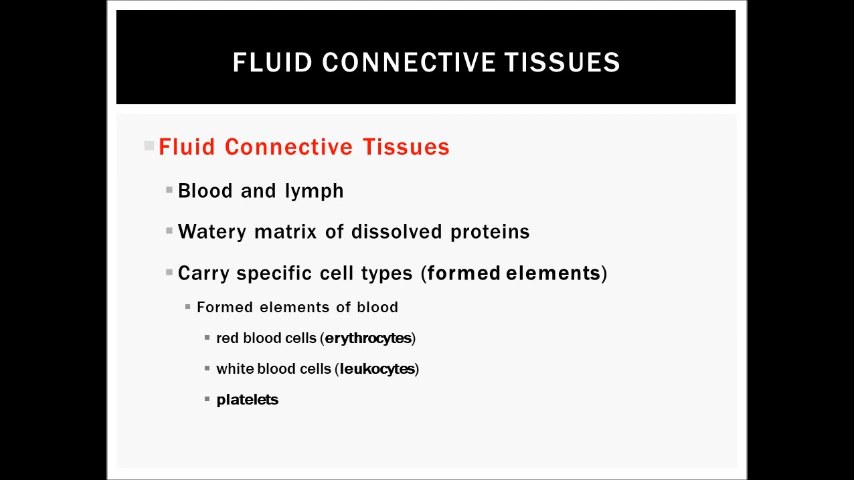 FLUID CONNECTIVE TISSUES
Fluid Connective Tissues
Blood and lymph
Watery matrix of dissolved proteins
Carry specific cell types (formed elements)
Formed elements of blood
red blood cells (erythrocytes)
white blood cells (leukocytes)
platelets